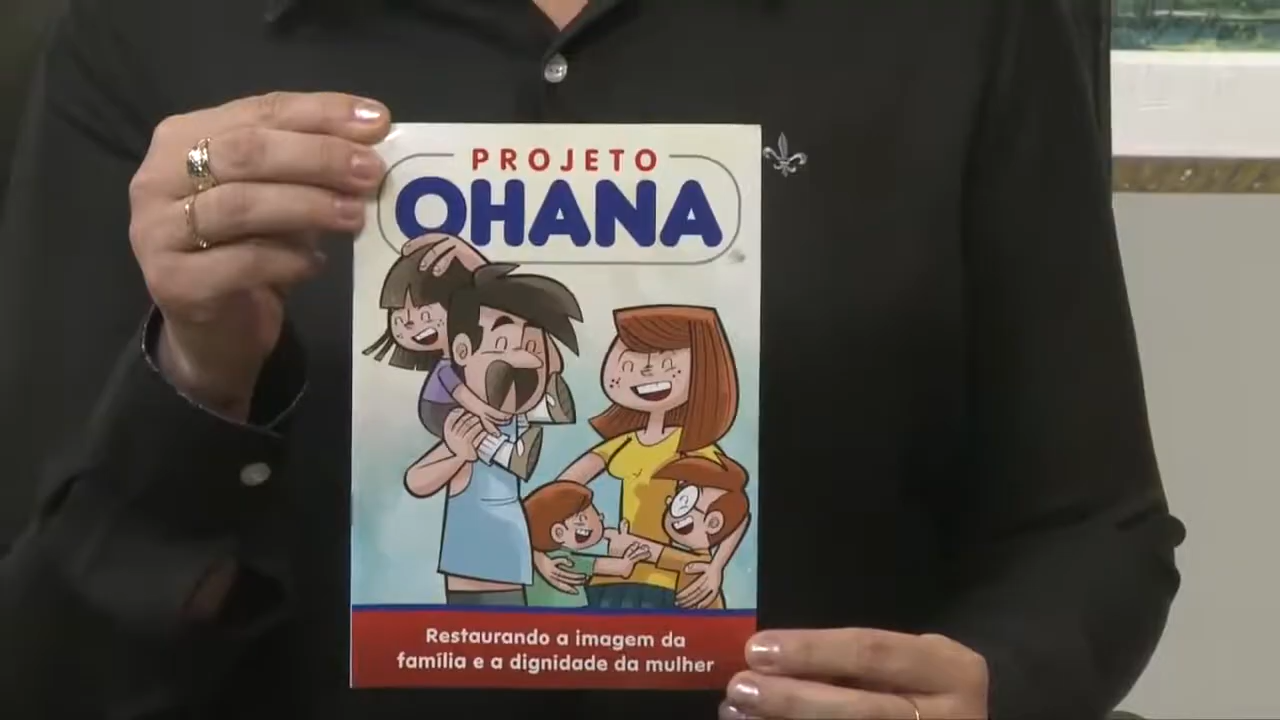 PROJETO
OHANA
Restaurando a imagem da
família e a dignidade da mulher